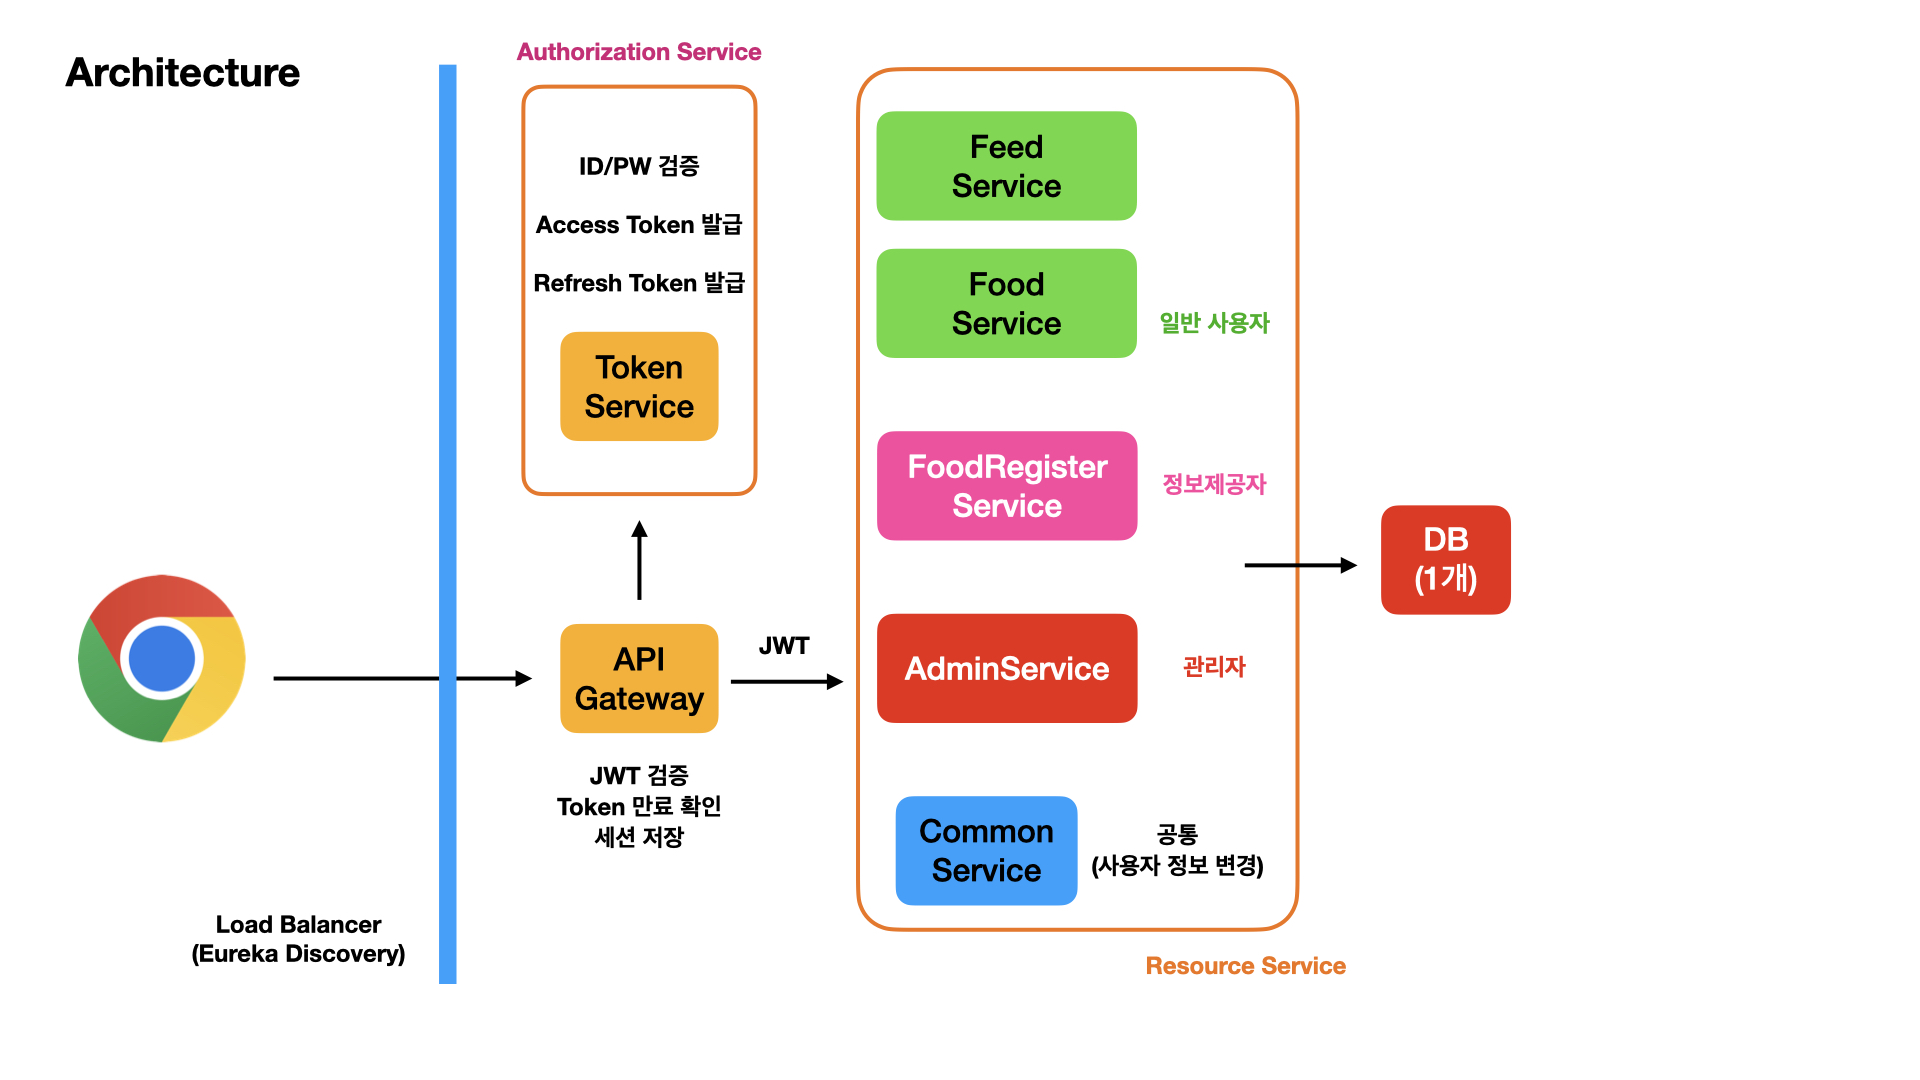 Architecture
Authorization Service
ID/PW 검증
Access Token 발급
Refresh Token 발급
Token
Service
API
Gateway
JWT 검증
Token 만료 확인
세션 저장
JWT
Load Balancer
(Eureka Discovery)
Feed
Service
Food
Service
일반 사용자
FoodRegister
Service
정보제공자
AdminService
관리자
Common
Service
공통
(사용자 정보 변경)
Resource Service
DB
(1개)